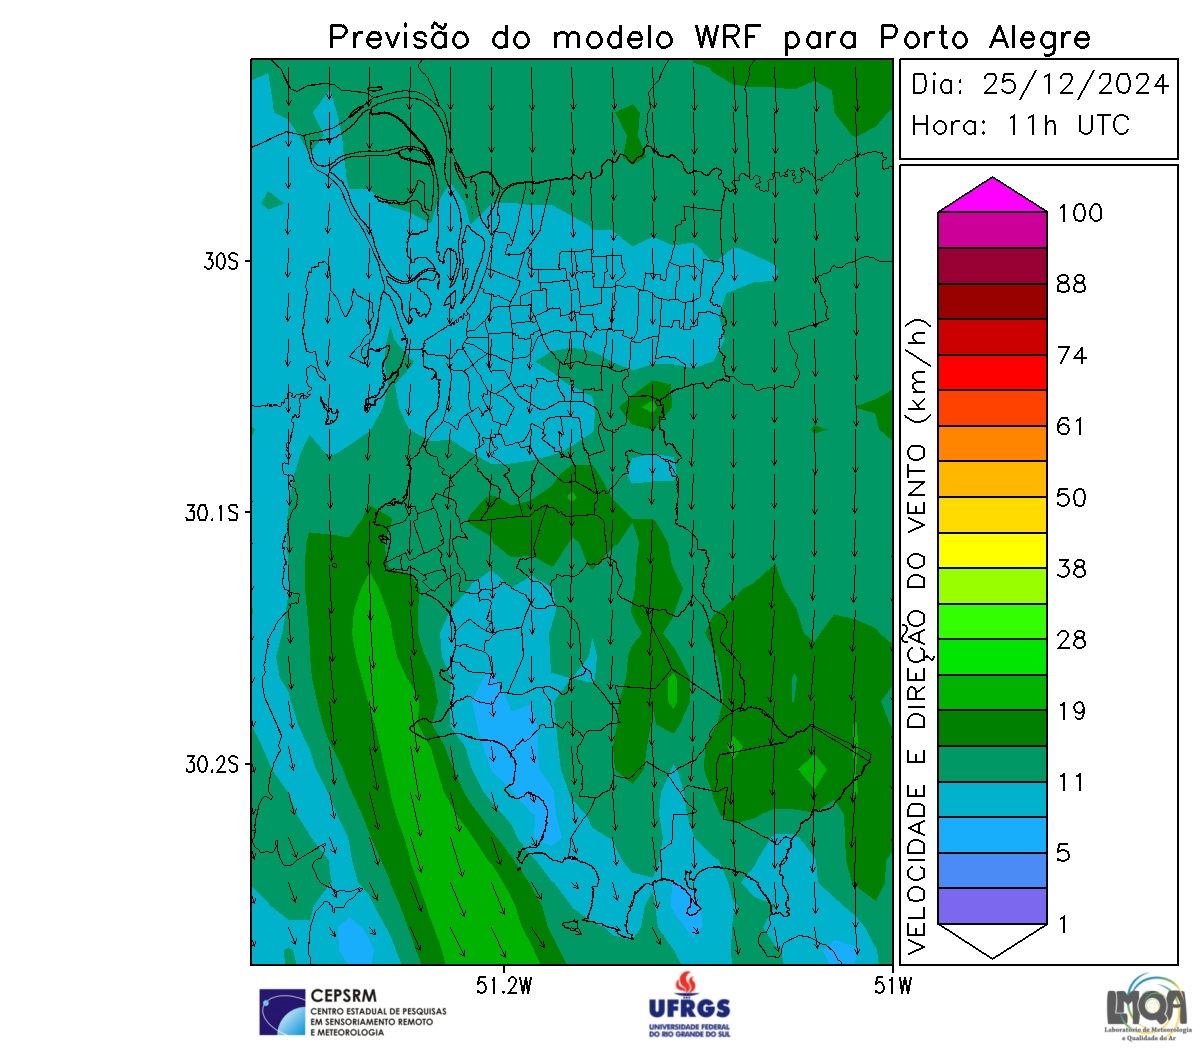 Previsão do modelo WRF para Porto Alegre
Dia: 25/12/2024
Hora: 11h UTC
VELOCIDADE E DIREÇÃO DO VENTO (km/h)
100
88
74
61
50
38
28
19
11
5
1
30S
30.1S
30.2S
51.2W
51W
CEPSRM
CENTRO ESTADUAL DE PESQUISAS
EM SENSORIAMENTO REMOTO
E METEOROLOGIA
UFRGS
UNIVERSIDADE FEDERAL
DO RIO GRANDE DO SUL
LMQA
Laboratório de Meteorologia
e Qualidade do Ar